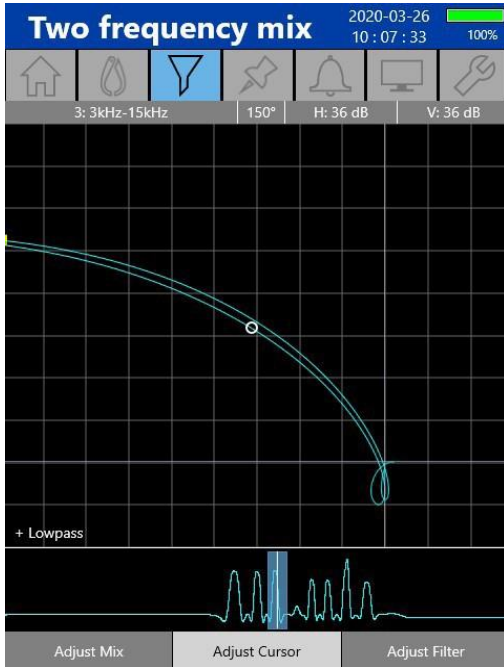 Two frequency mix
2020-03-26
10 : 07 : 33
100%
3: 3kHz-15kHz
150°
H: 36 dB
V: 36 dB
+ Lowpass
Adjust Mix
Adjust Cursor
Adjust Filter